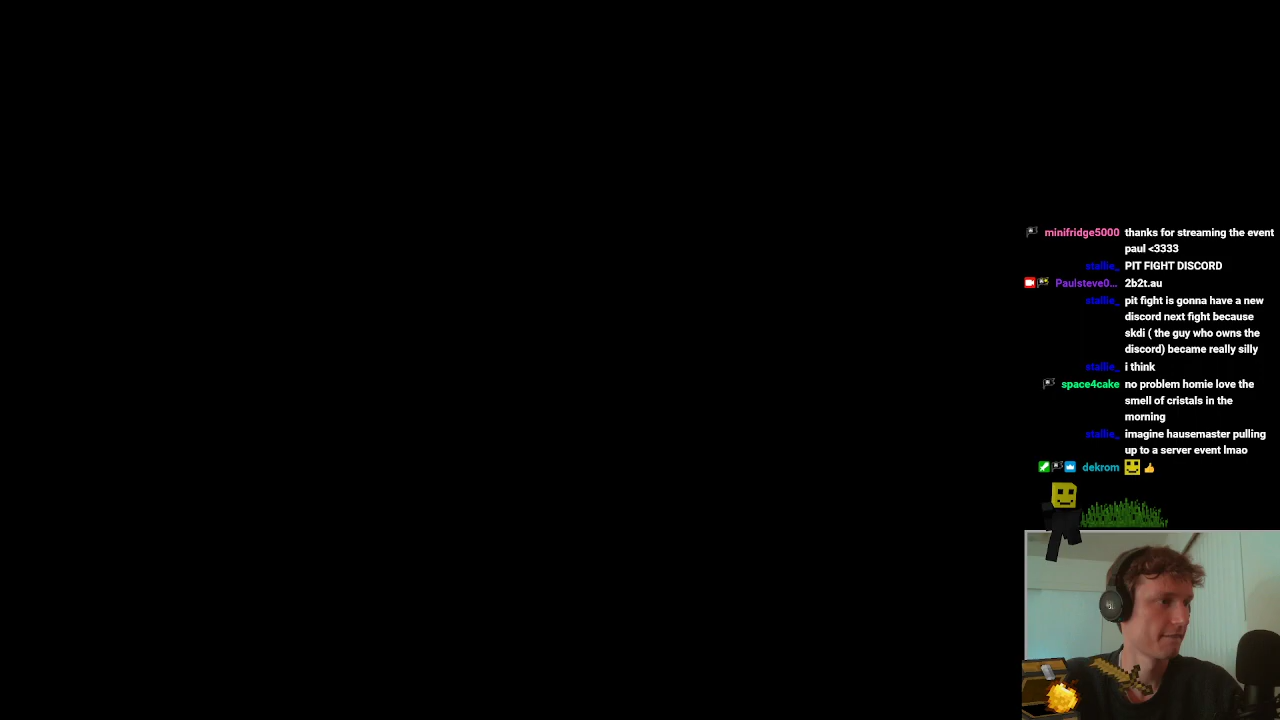 minifridge5000 thanks for streaming the event
paul <3333
stallie_ PIT FIGHT DISCORD
Paulsteve0... 2b2t.au
stallie_ pit fight is gonna have a new
discord next fight because
skdi ( the guy who owns the
discord) became really silly
stallie_ i think
space4cake no problem homie love the
smell of cristals in the
morning
stallie_ imagine hausemaster pulling
up to a server event lmao
dekrom